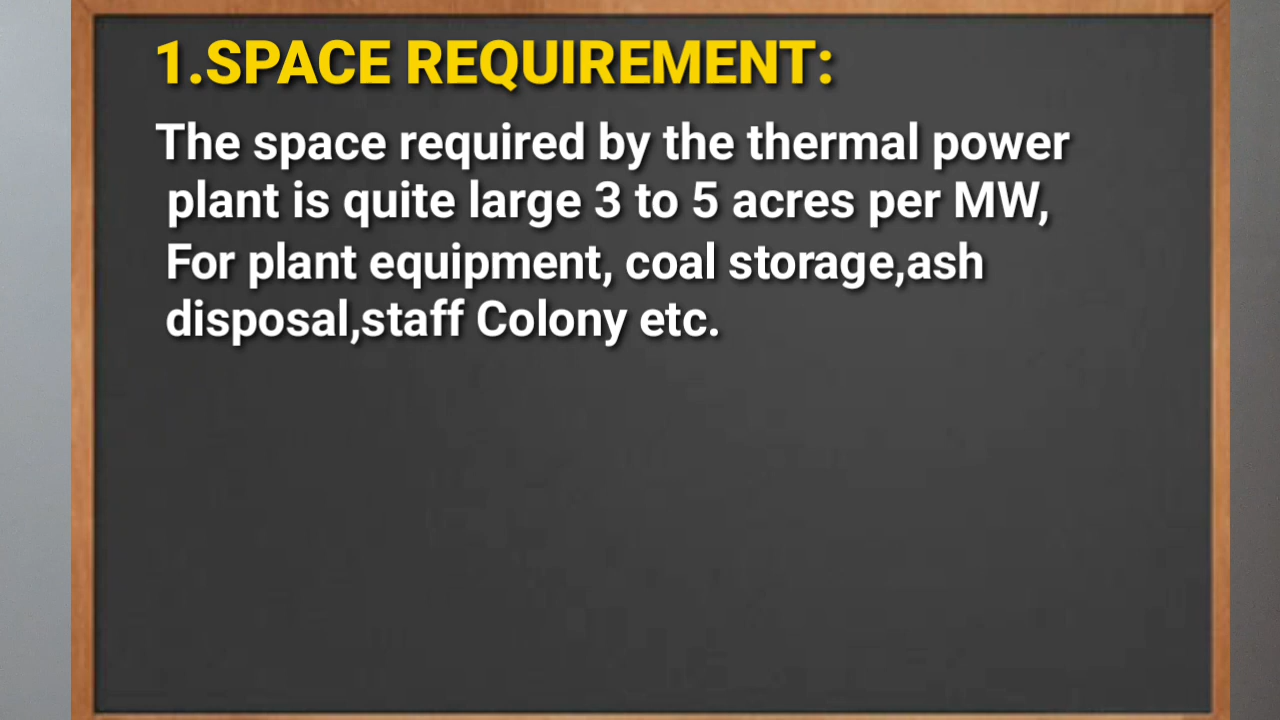 1.SPACE REQUIREMENT:
The space required by the thermal power
plant is quite large 3 to 5 acres per MW,
For plant equipment, coal storage,ash
disposal,staff Colony etc.